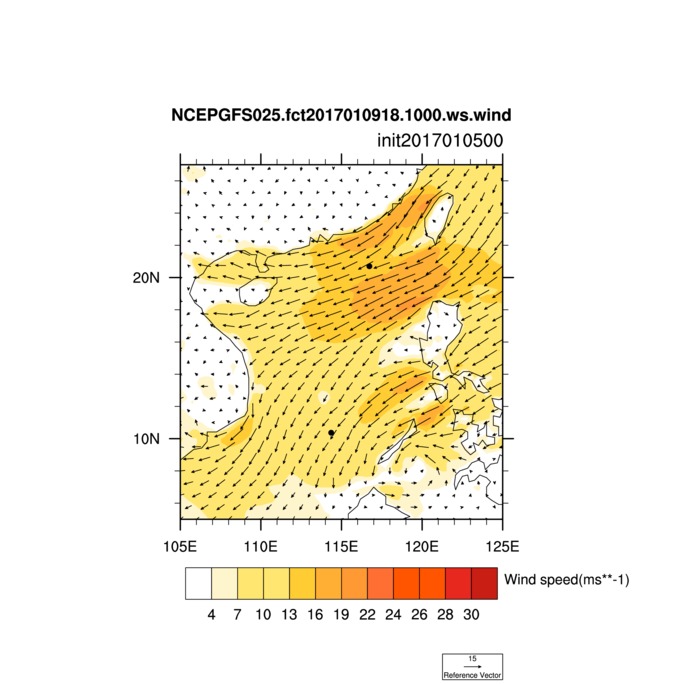 NCEPGFS025.fct2017010918.1000.ws.wind
init2017010500
20N
10N
105E 110E 115E 120E 125E
Wind speed(ms**-1)
4 7 10 13 16 19 22 24 26 28 30
15
Reference Vector